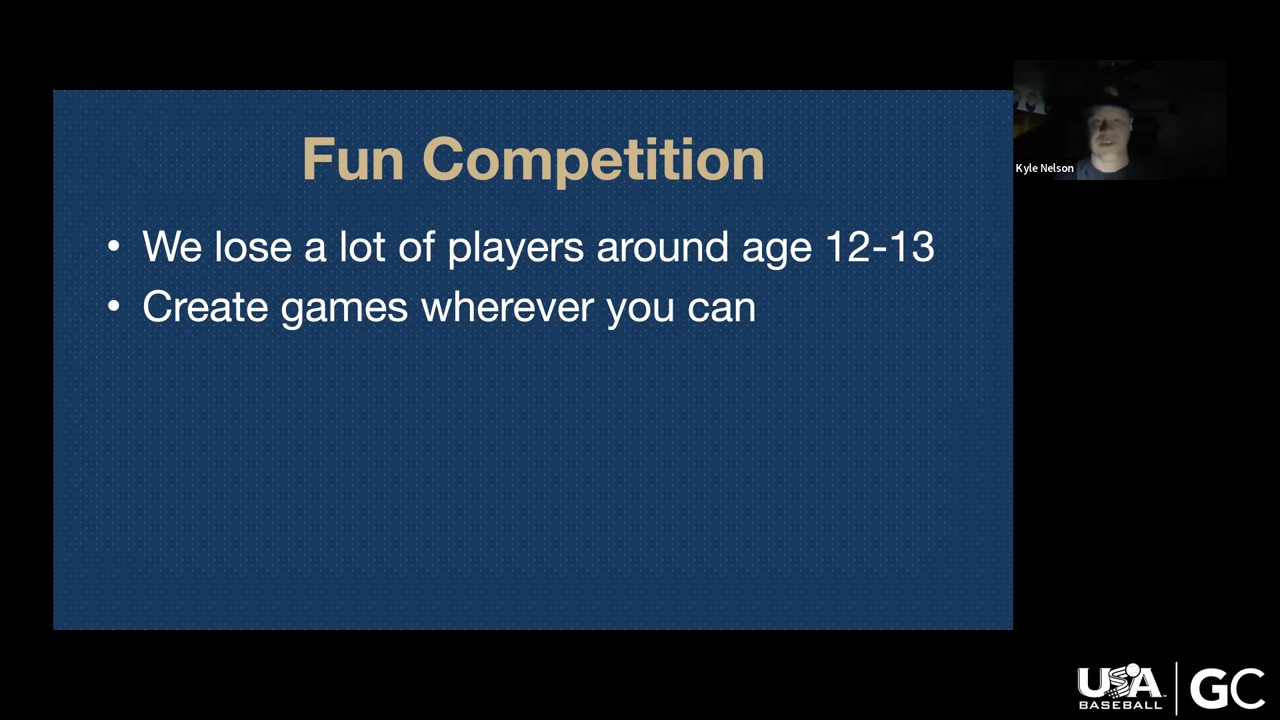 Fun Competition
• We lose a lot of players around age 12-13
• Create games wherever you can
Kyle Nelson
USA
BASEBALL
GC